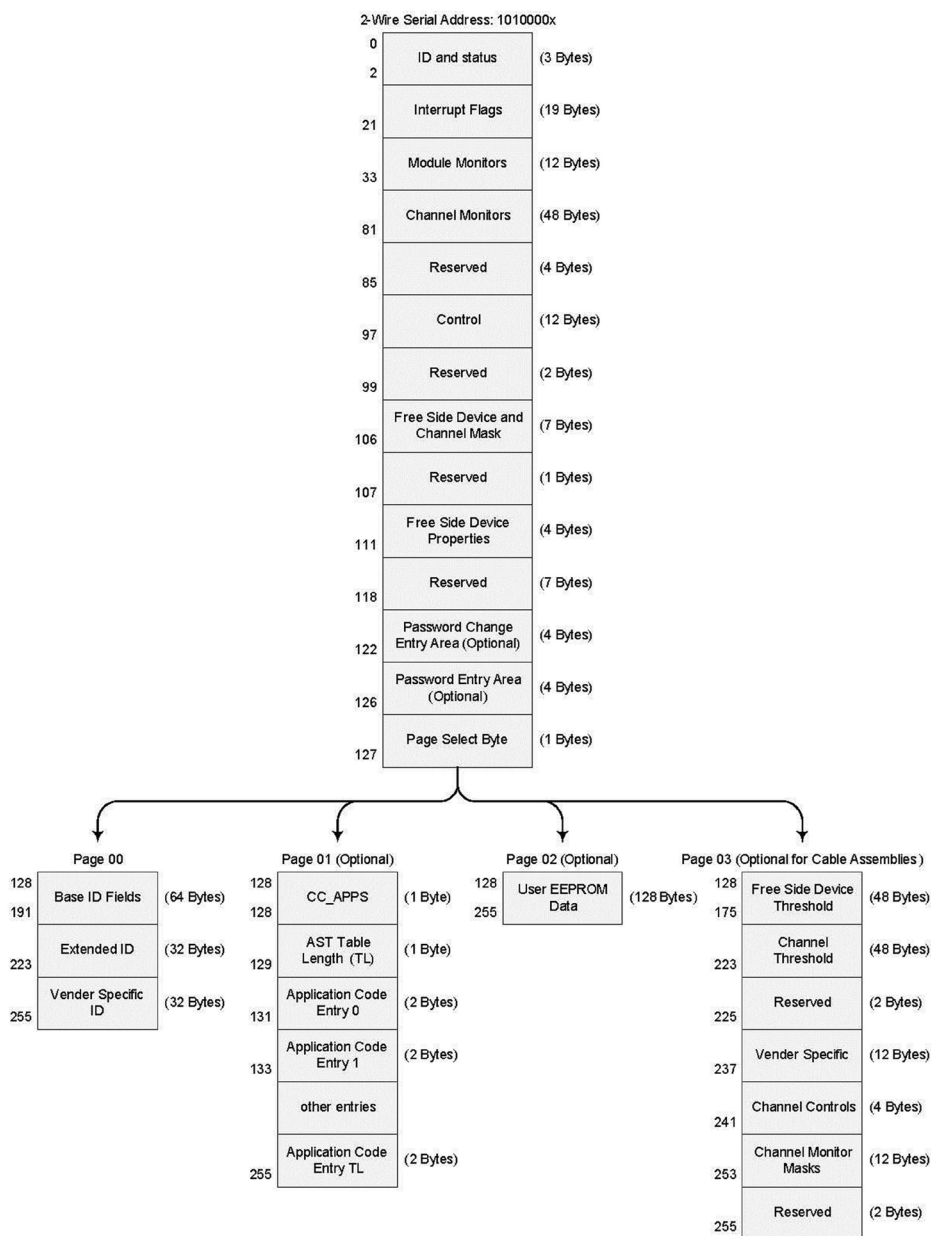 2-Wire Serial Address: 1010000x
0
ID and status
(3 Bytes)
2
Interrupt Flags
(19 Bytes)
21
Module Monitors
(12 Bytes)
33
Channel Monitors
(48 Bytes)
81
Reserved
(4 Bytes)
85
Control
(12 Bytes)
97
Reserved
(2 Bytes)
99
Free Side Device and
Channel Mask
(7 Bytes)
106
Reserved
(1 Bytes)
107
Free Side Device
Properties
(4 Bytes)
111
Reserved
(7 Bytes)
118
Password Change
Entry Area (Optional)
(4 Bytes)
122
Password Entry Area
(Optional)
(4 Bytes)
126
Page Select Byte
(1 Bytes)
127
Page 00
128
Base ID Fields
(64 Bytes)
191
Extended ID
(32 Bytes)
223
Vender Specific
ID
(32 Bytes)
255
Page 01 (Optional)
128
CC_APPS
(1 Byte)
128
AST Table
Length (TL)
(1 Byte)
129
Application Code
Entry 0
(2 Bytes)
131
Application Code
Entry 1
(2 Bytes)
133
other entries
Application Code
Entry TL
(2 Bytes)
255
Page 02 (Optional)
128
User EEPROM
Data
(128 Bytes)
255
Page 03 (Optional for Cable Assemblies)
128
Free Side Device
Threshold
(48 Bytes)
175
Channel
Threshold
(48 Bytes)
223
Reserved
(2 Bytes)
225
Vender Specific
(12 Bytes)
237
Channel Controls
(4 Bytes)
241
Channel Monitor
Masks
(12 Bytes)
253
Reserved
(2 Bytes)
255